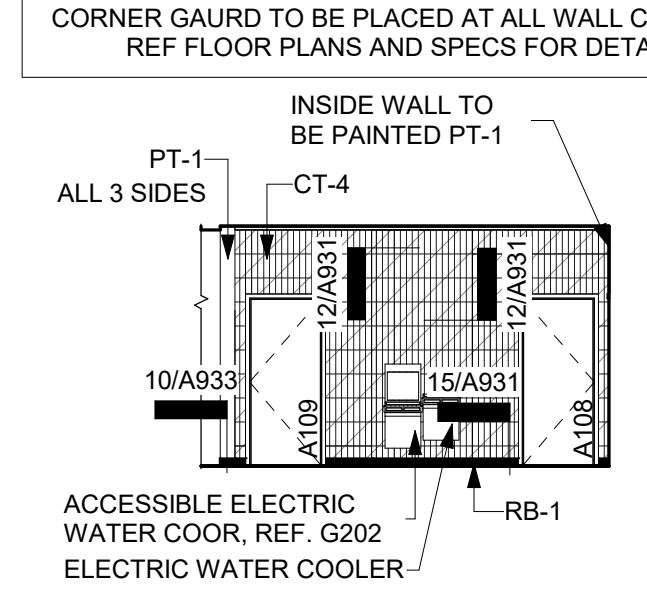 CORNER GAURD TO BE PLACED AT ALL WALL C
REF FLOOR PLANS AND SPECS FOR DETA
INSIDE WALL TO
BE PAINTED PT-1
PT-1
ALL 3 SIDES
CT-4
12/A931
12/A931
10/A933
15/A931
A109
A108
ACCESSIBLE ELECTRIC
WATER COOR, REF. G202
RB-1
ELECTRIC WATER COOLER